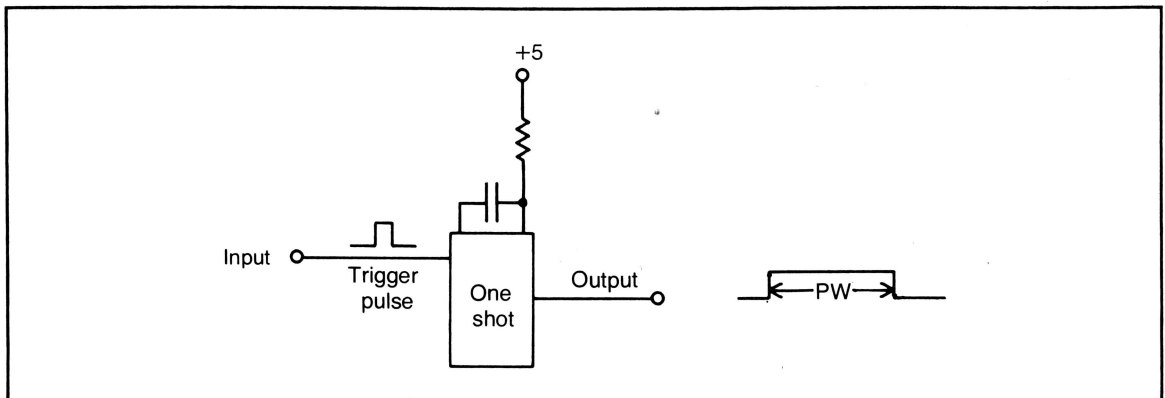 +5
Input
Trigger
pulse
One
shot
Output
PW